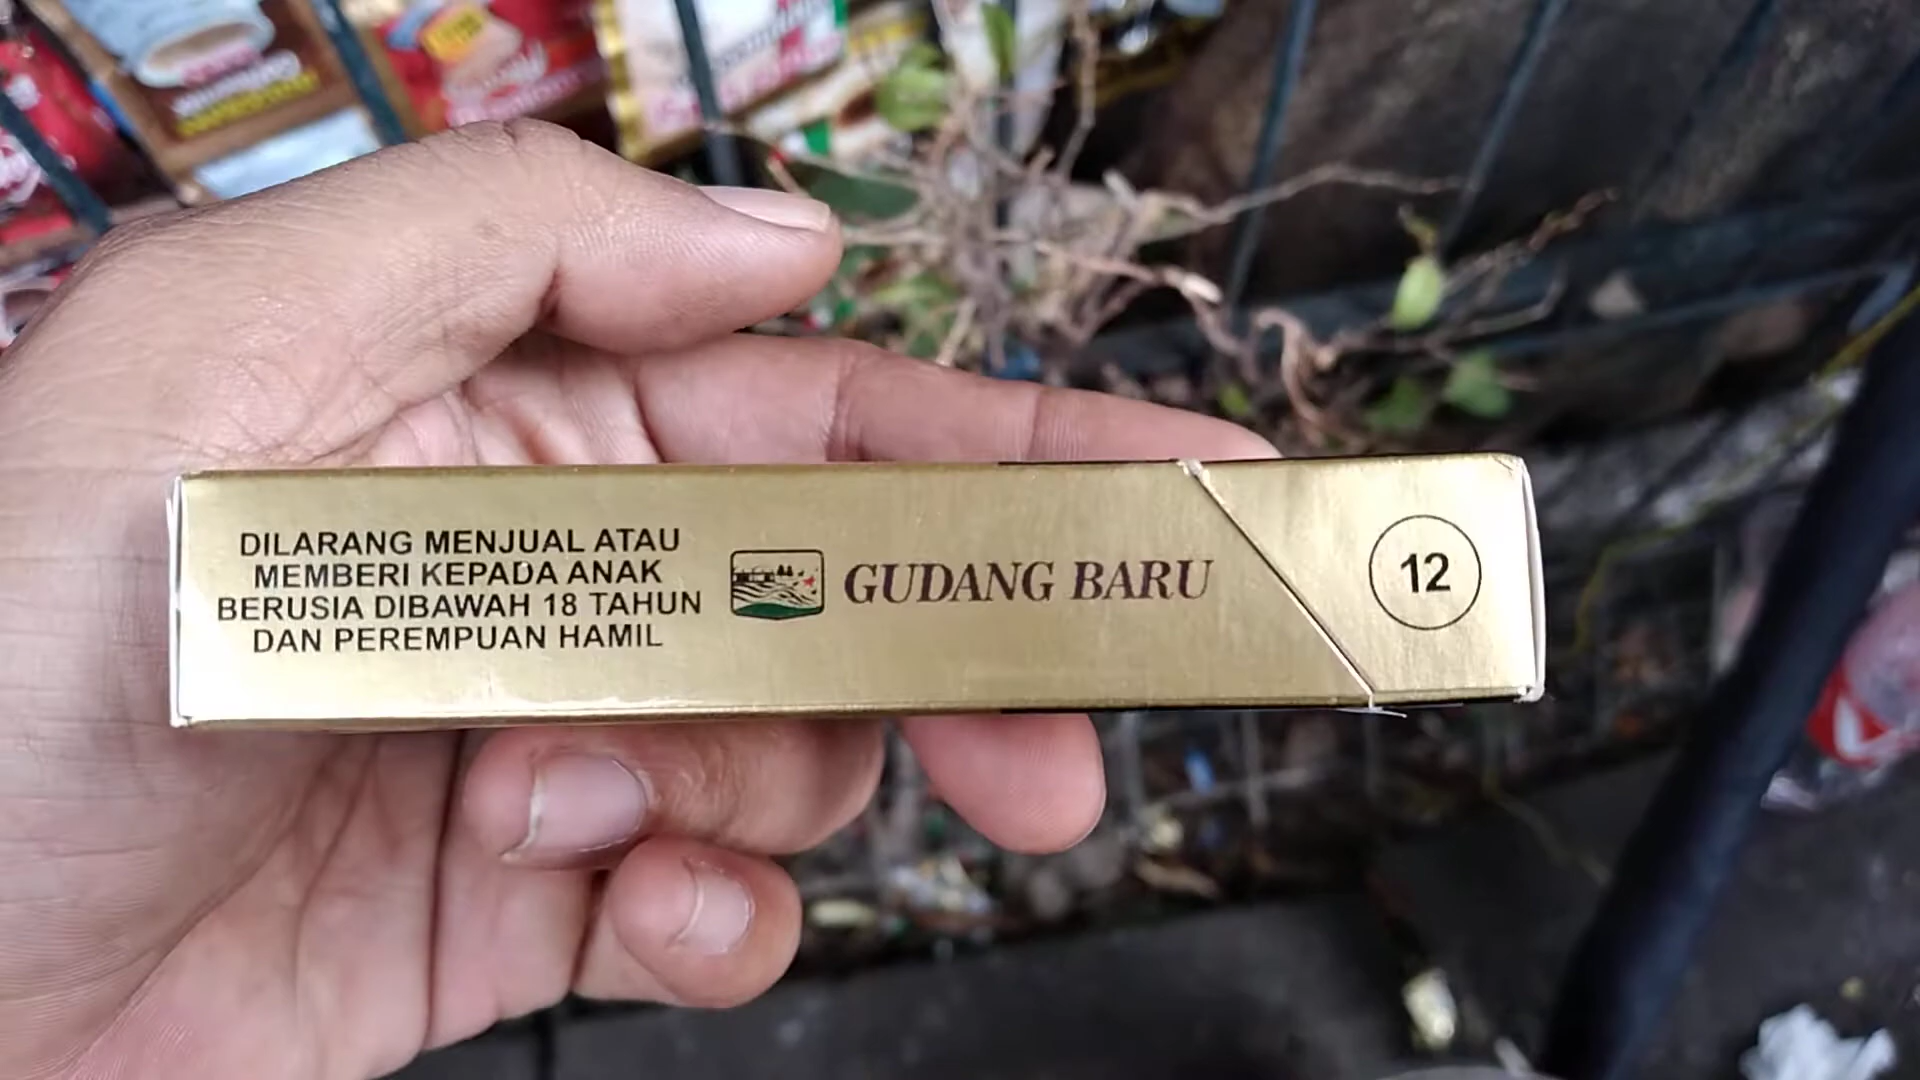 DILARANG MENJUAL ATAU
MEMBERI KEPADA ANAK
BERUSIA DIBAWAH 18 TAHUN
DAN PEREMPUAN HAMIL
GUDANG BARU
12